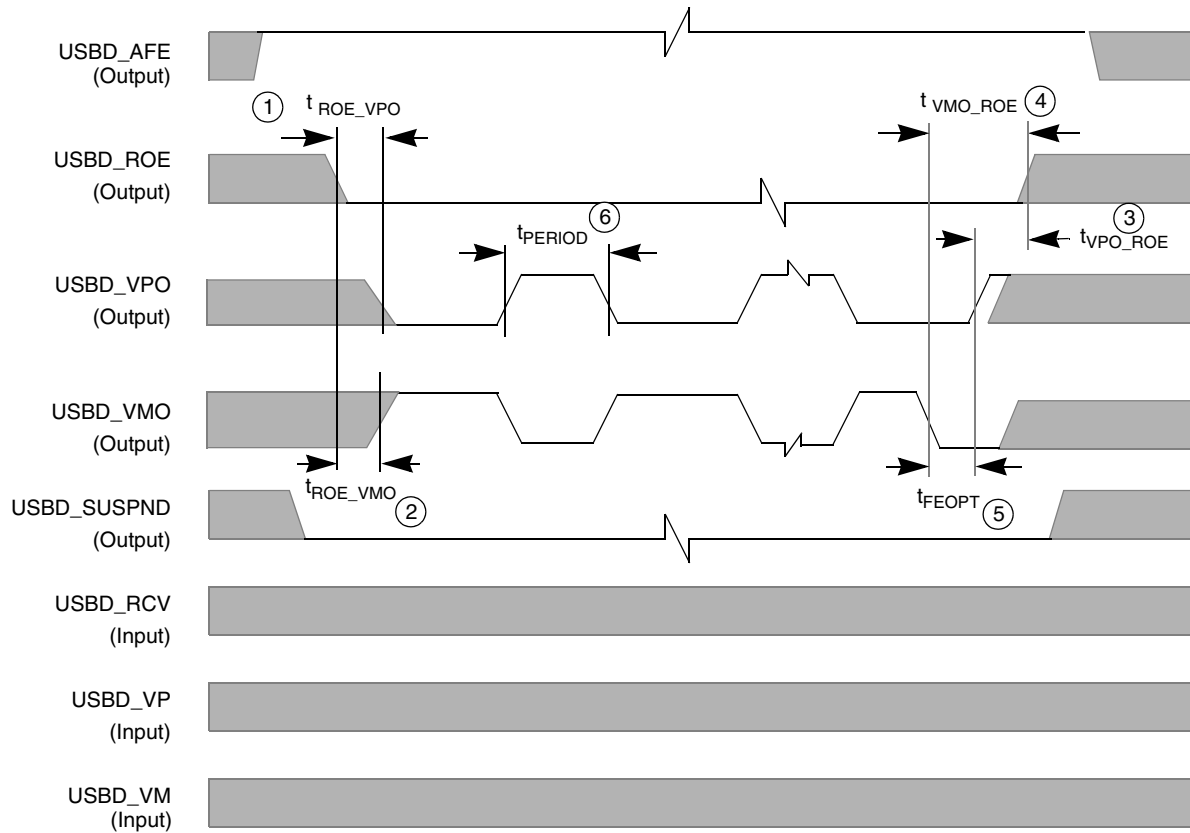 USBD_AFE
(Output)
1 t ROE_VPO
t VMO_ROE 4
USBD_ROE
(Output)
6
tPERIOD
3
tVPO_ROE
USBD_VPO
(Output)
USBD_VMO
(Output)
tROE_VMO 2
tFEOPT 5
USBD_SUSPND
(Output)
USBD_RCV
(Input)
USBD_VP
(Input)
USBD_VM
(Input)